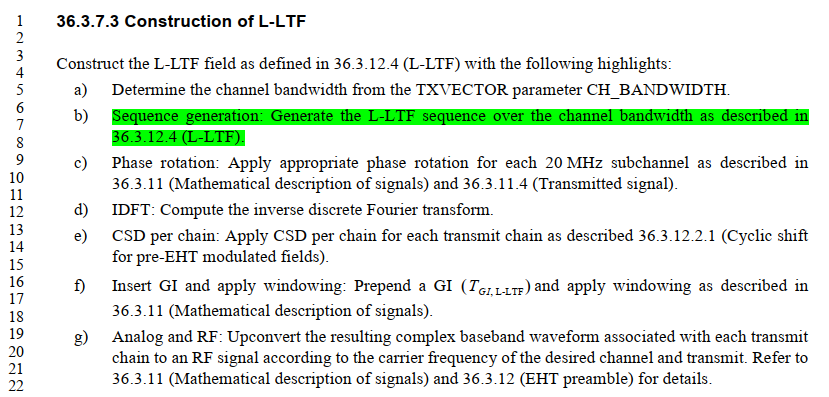 1 36.3.7.3 Construction of L-LTF
2
3
4 Construct the L-LTF field as defined in 36.3.12.4 (L-LTF) with the following highlights:
5 a) Determine the channel bandwidth from the TXVECTOR parameter CH_BANDWIDTH.
6
7 b) Sequence generation: Generate the L-LTF sequence over the channel bandwidth as described in
8 36.3.12.4 (L-LTF).
9 c) Phase rotation: Apply appropriate phase rotation for each 20 MHz subchannel as described in
10 36.3.11 (Mathematical description of signals) and 36.3.11.4 (Transmitted signal).
11
12 d) IDFT: Compute the inverse discrete Fourier transform.
13 e) CSD per chain: Apply CSD per chain for each transmit chain as described 36.3.12.2.1 (Cyclic shift
14
15 for pre-EHT modulated fields).
16 f) Insert GI and apply windowing: Prepend a GI (T_GI, L-LTF) and apply windowing as described in
17
18 36.3.11 (Mathematical description of signals).
19 g) Analog and RF: Upconvert the resulting complex baseband waveform associated with each transmit
20 chain to an RF signal according to the carrier frequency of the desired channel and transmit. Refer to
21
22 36.3.11 (Mathematical description of signals) and 36.3.12 (EHT preamble) for details.